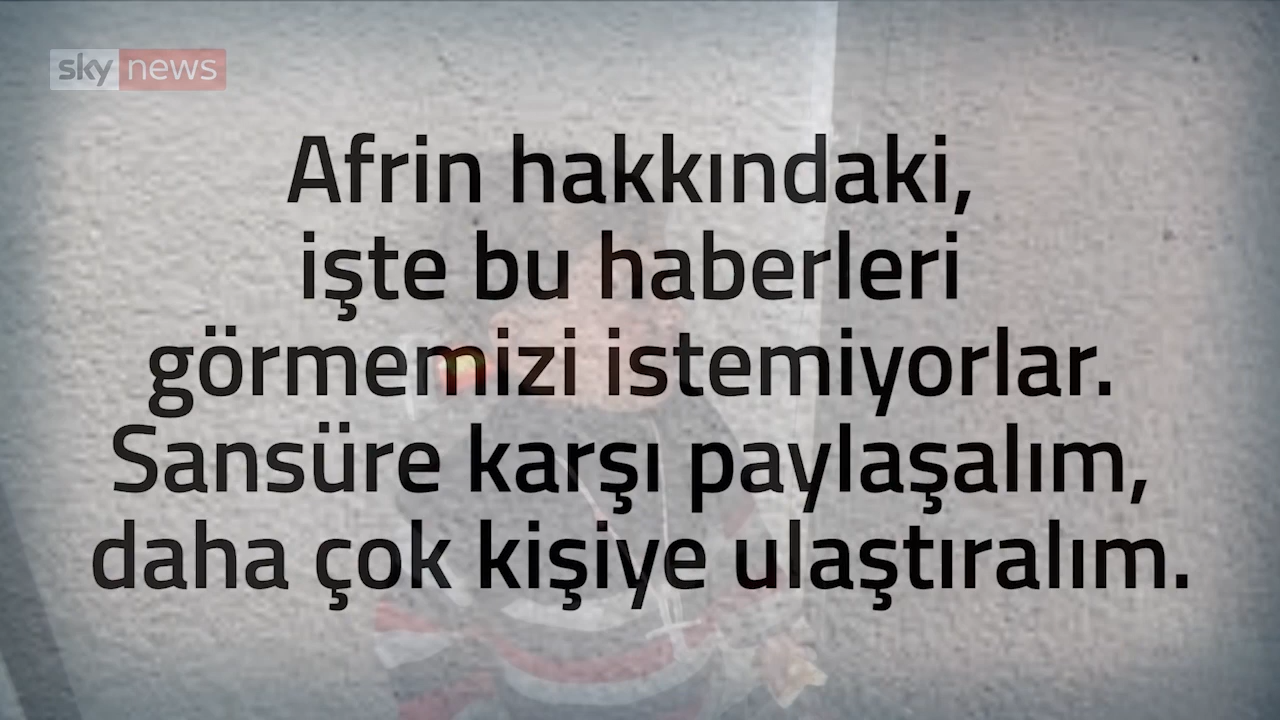 sky news
Afrin hakkındaki,
işte bu haberleri
görmemizi istemiyorlar.
Sansüre karşı paylaşalım,
daha çok kişiye ulaştıralım.